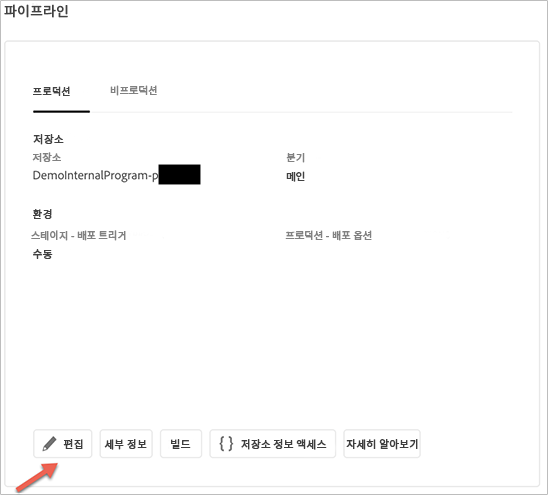 파이프라인
프로덕션 비프로덕션
저장소
저장소 분기
DemoInternalProgram-p 메인
환경
스테이지 - 배포 트리거 프로덕션 - 배포 옵션
수동
편집 세부 정보 빌드 {} 저장소 정보 액세스 자세히 알아보기